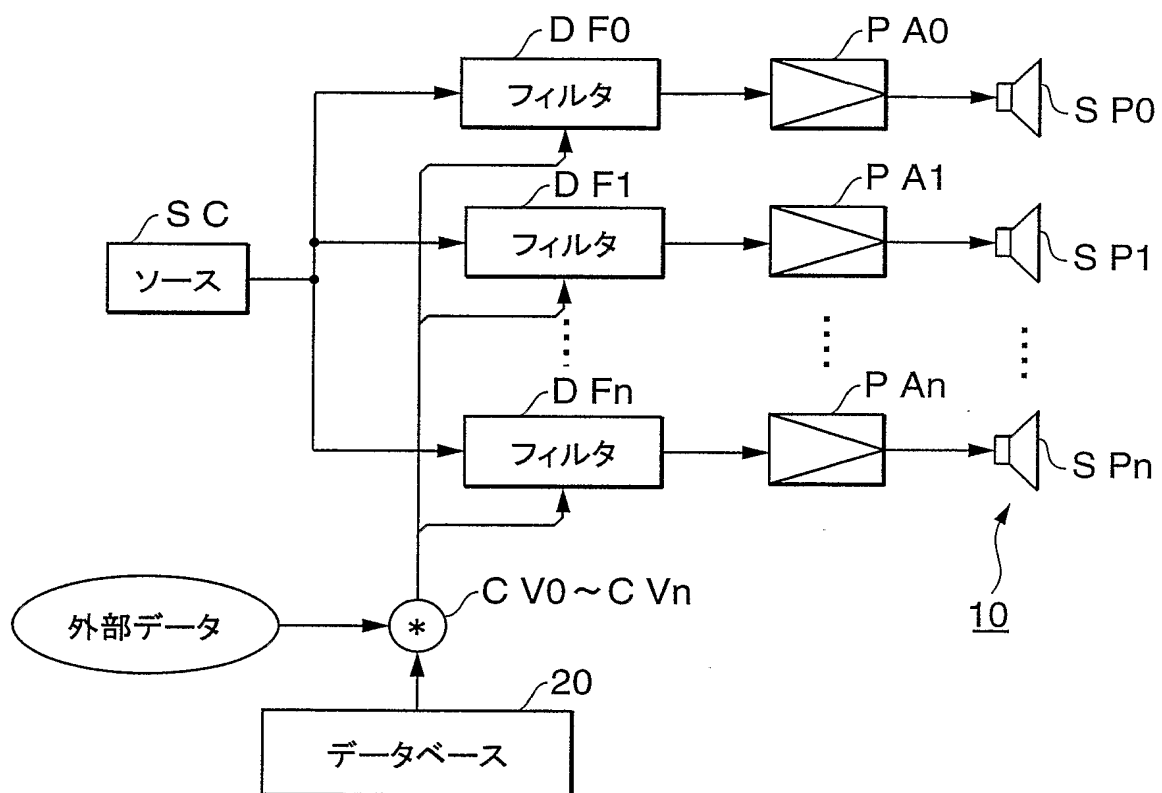 D F0
P A0
フィルタ
S P0
D F1
P A1
S C
フィルタ
S P1
ソース
D Fn
P An
フィルタ
S Pn
C V0～C Vn
外部データ
*
10
20
データベース